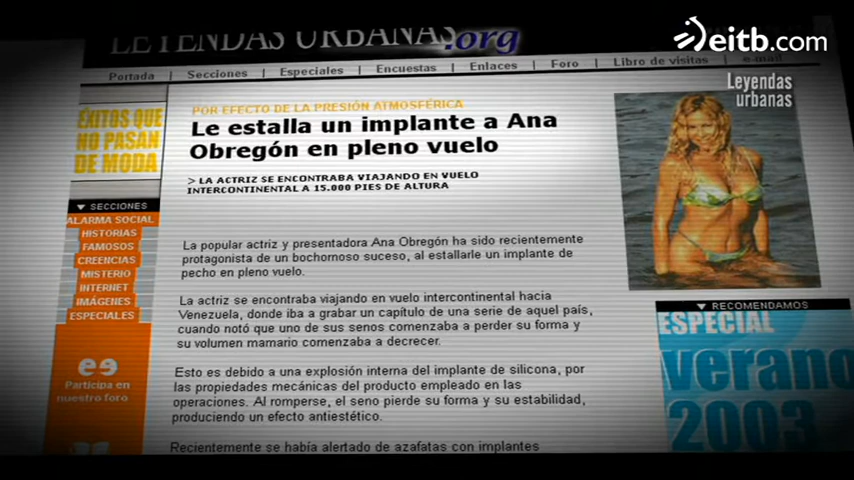 LEYENDAS URBANAS.org
eitb.com
Portada | Secciones | Especiales | Encuestas | Enlaces | Foro | Libro de visitas | e-mail
Leyendas
urbanas
ÉXITOS QUE
NO PASAN
DE MODA
POR EFECTO DE LA PRESIÓN ATMOSFÉRICA
Le estalla un implante a Ana
Obregón en pleno vuelo
> LA ACTRIZ SE ENCONTRABA VIAJANDO EN VUELO
INTERCONTINENTAL A 15.000 PIES DE ALTURA
▼ SECCIONES
ALARMA SOCIAL
HISTORIAS
FAMOSOS
CREENCIAS
MISTERIO
INTERNET
IMÁGENES
ESPECIALES
Participa en
nuestro foro
La popular actriz y presentadora Ana Obregón ha sido recientemente
protagonista de un bochornoso suceso, al estallarle un implante de
pecho en pleno vuelo.
La actriz se encontraba viajando en vuelo intercontinental hacia
Venezuela, donde iba a grabar un capítulo de una serie de aquel país,
cuando notó que uno de sus senos comenzaba a perder su forma y
su volumen mamario comenzaba a decrecer.
Esto es debido a una explosión interna del implante de silicona, por
las propiedades mecánicas del producto empleado en las
operaciones. Al romperse, el seno pierde su forma y su estabilidad,
produciendo un efecto antiestético.
Recientemente se había alertado de azafatas con implantes
▼ RECOMENDAMOS
ESPECIAL
verano
2003